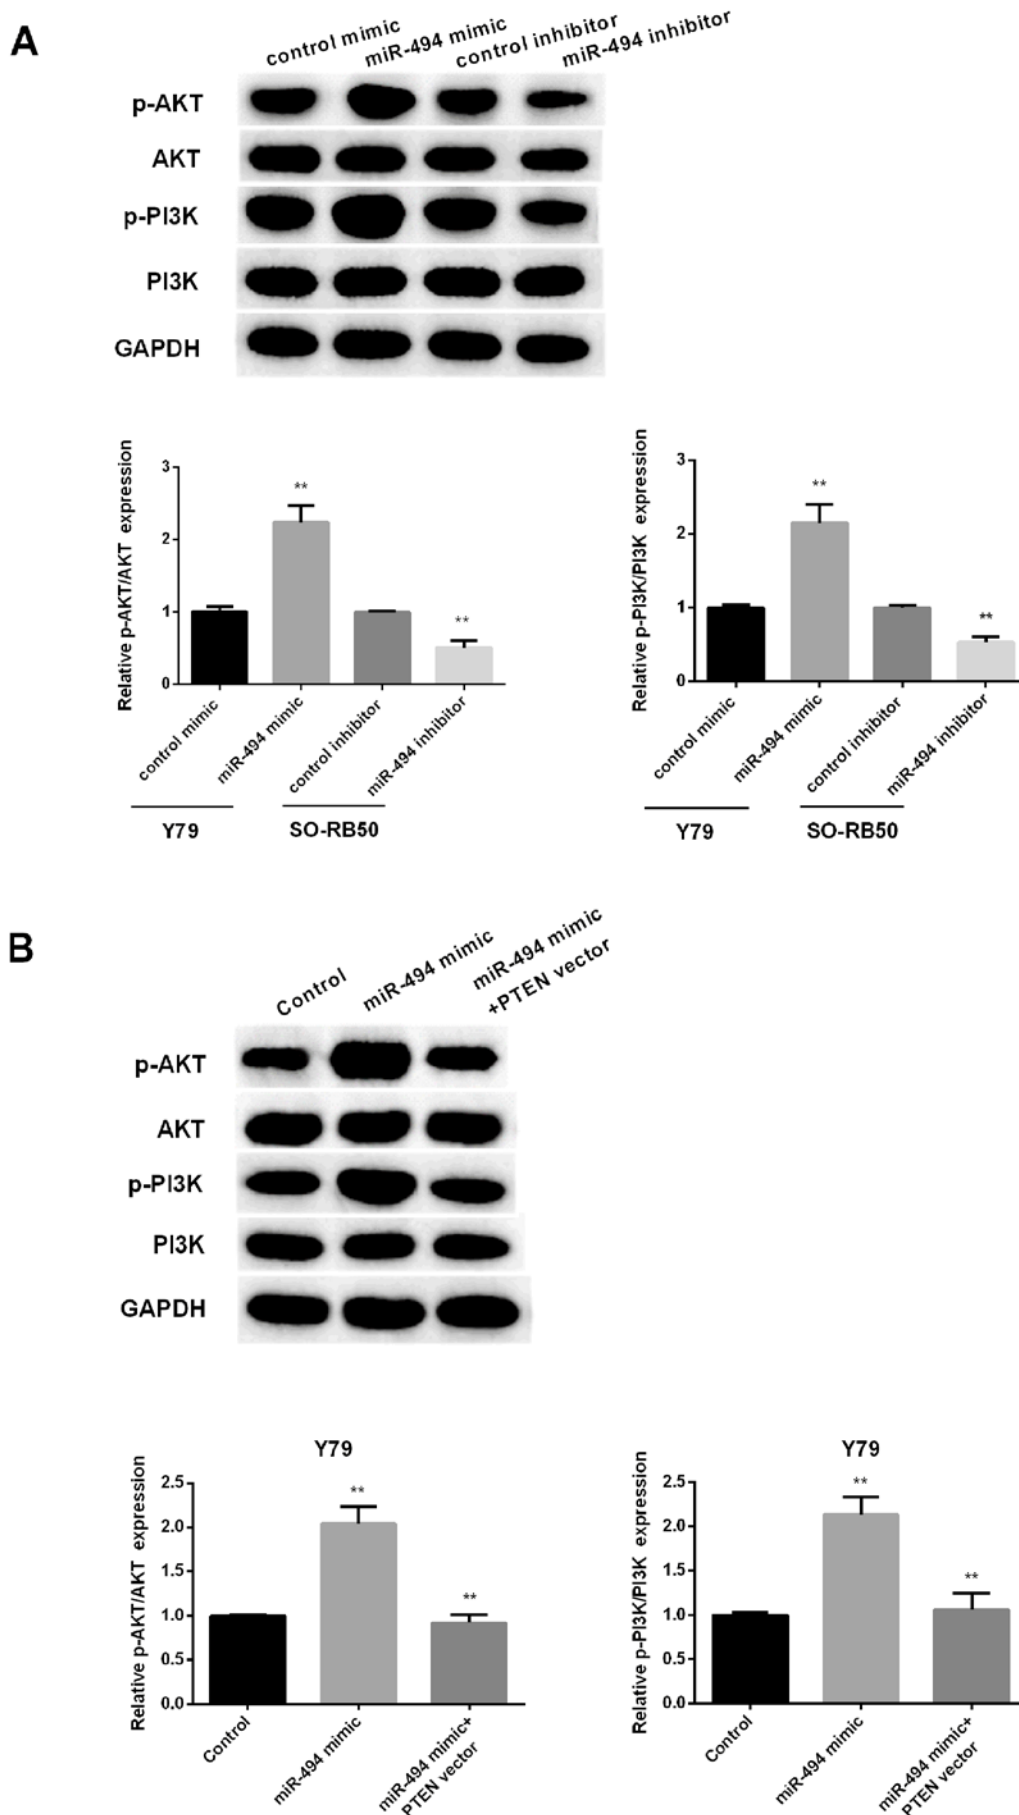 A
control mimic
miR-494 mimic
control inhibitor
miR-494 inhibitor
p-AKT
AKT
p-PI3K
PI3K
GAPDH
Relative p-AKT/AKT expression
3
2
1
0
**
**
control mimic
miR-494 mimic
control inhibitor
miR-494 inhibitor
Y79
SO-RB50
Relative p-PI3K/PI3K expression
3
2
1
0
**
**
control mimic
miR-494 mimic
control inhibitor
miR-494 inhibitor
Y79
SO-RB50
B
Control
miR-494 mimic
miR-494 mimic
+PTEN vector
p-AKT
AKT
p-PI3K
PI3K
GAPDH
Y79
Relative p-AKT/AKT expression
2.5
2.0
1.5
1.0
0.5
0.0
**
**
Control
miR-494 mimic
miR-494 mimic+
PTEN vector
Y79
Relative p-PI3K/PI3K expression
2.5
2.0
1.5
1.0
0.5
0.0
**
**
Control
miR-494 mimic
miR-494 mimic+
PTEN vector